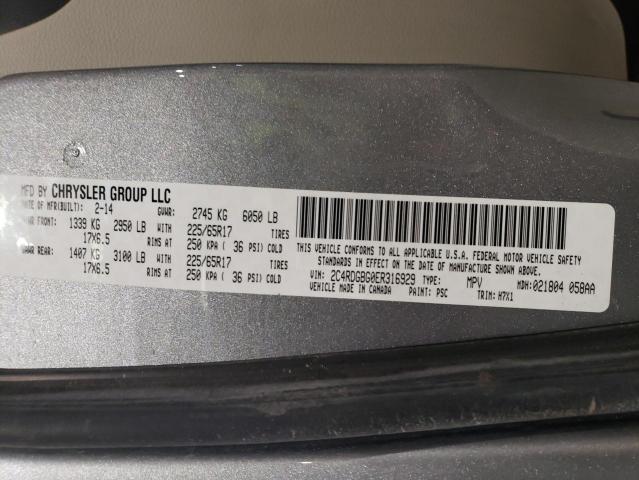 MFD BY CHRYSLER GROUP LLC
DATE OF MFR(BUILT): 2-14 GVWR: 2745 KG 6050 LB
FRONT: 1339 KG 2950 LB WITH 225/65R17 TIRES
17X6.5 RIMS AT 250 KPA ( 36 PSI) COLD
REAR: 1407 KG 3100 LB WITH 225/65R17 TIRES
17X6.5 RIMS AT 250 KPA ( 36 PSI) COLD
THIS VEHICLE CONFORMS TO ALL APPLICABLE U.S.A. FEDERAL MOTOR VEHICLE SAFETY
STANDARDS IN EFFECT ON THE DATE OF MANUFACTURE SHOWN ABOVE.
VIN: 2C4RDGBG0ER316929 TYPE: MPV MDH: 021804 058AA
VEHICLE MADE IN CANADA PAINT: PSC TRIM: H7X1